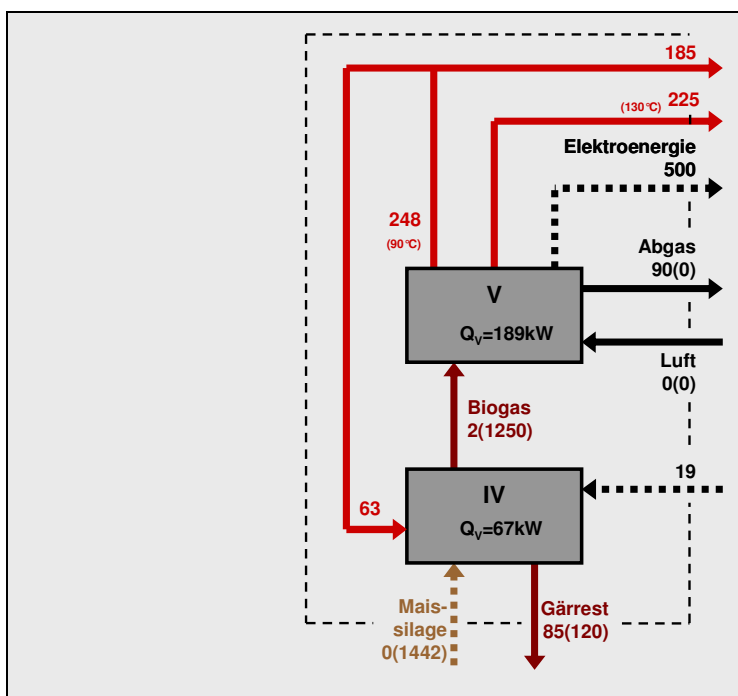 185
(130°C) 225
Elektroenergie
500
248
(90°C)
Abgas
90(0)
V
Qv=189kW
Luft
0(0)
Biogas
2(1250)
19
IV
Qv=67kW
63
Mais-
silage
0(1442)
Gärrest
85(120)